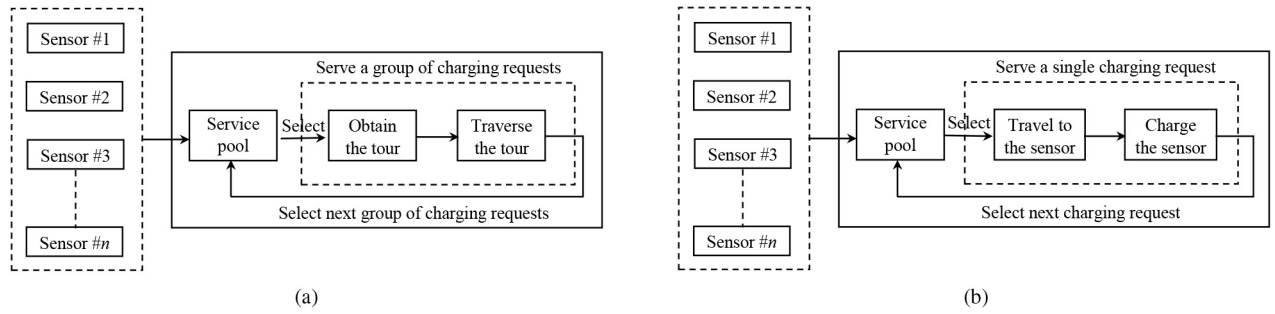 Sensor #1
Sensor #2
Sensor #3
Sensor #n
Serve a group of charging requests
Service
pool
Select
Obtain
the tour
Traverse
the tour
Select next group of charging requests
(a)
Sensor #1
Sensor #2
Sensor #3
Sensor #n
Serve a single charging request
Service
pool
Select
Travel to
the sensor
Charge
the sensor
Select next charging request
(b)